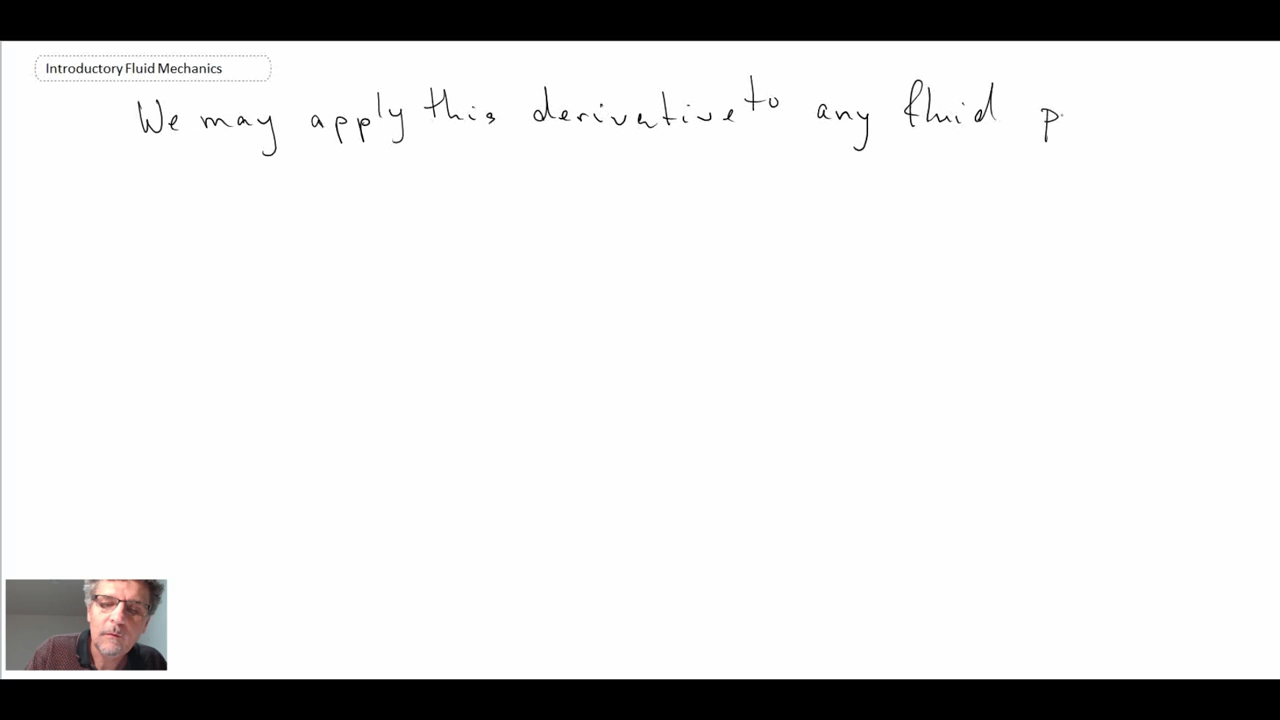 Introductory Fluid Mechanics
We may apply this derivative to any fluid p